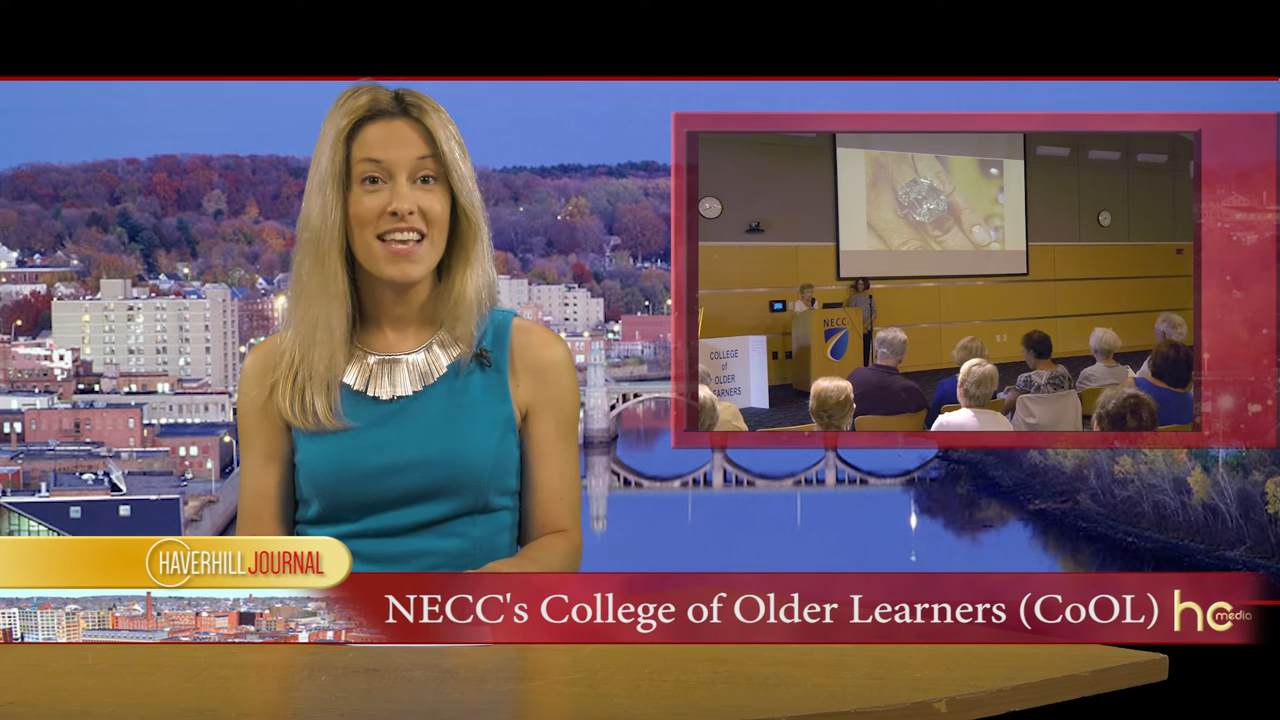 NECC
COLLEGE
of
OLDER
LEARNERS
HAVERHILL JOURNAL
NECC's College of Older Learners (CoOL)
hc media